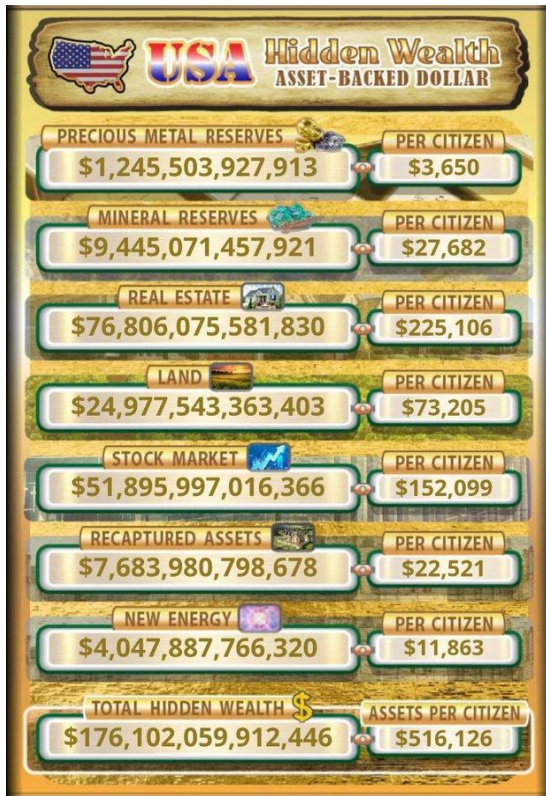 USA Hidden Wealth
ASSET-BACKED DOLLAR
PRECIOUS METAL RESERVES PER CITIZEN
$1,245,503,927,913 $3,650
MINERAL RESERVES PER CITIZEN
$9,445,071,457,921 $27,682
REAL ESTATE PER CITIZEN
$76,806,075,581,830 $225,106
LAND PER CITIZEN
$24,977,543,363,403 $73,205
STOCK MARKET PER CITIZEN
$51,895,997,016,366 $152,099
RECAPTURED ASSETS PER CITIZEN
$7,683,980,798,678 $22,521
NEW ENERGY PER CITIZEN
$4,047,887,766,320 $11,863
TOTAL HIDDEN WEALTH $ ASSETS PER CITIZEN
$176,102,059,912,446 $516,126